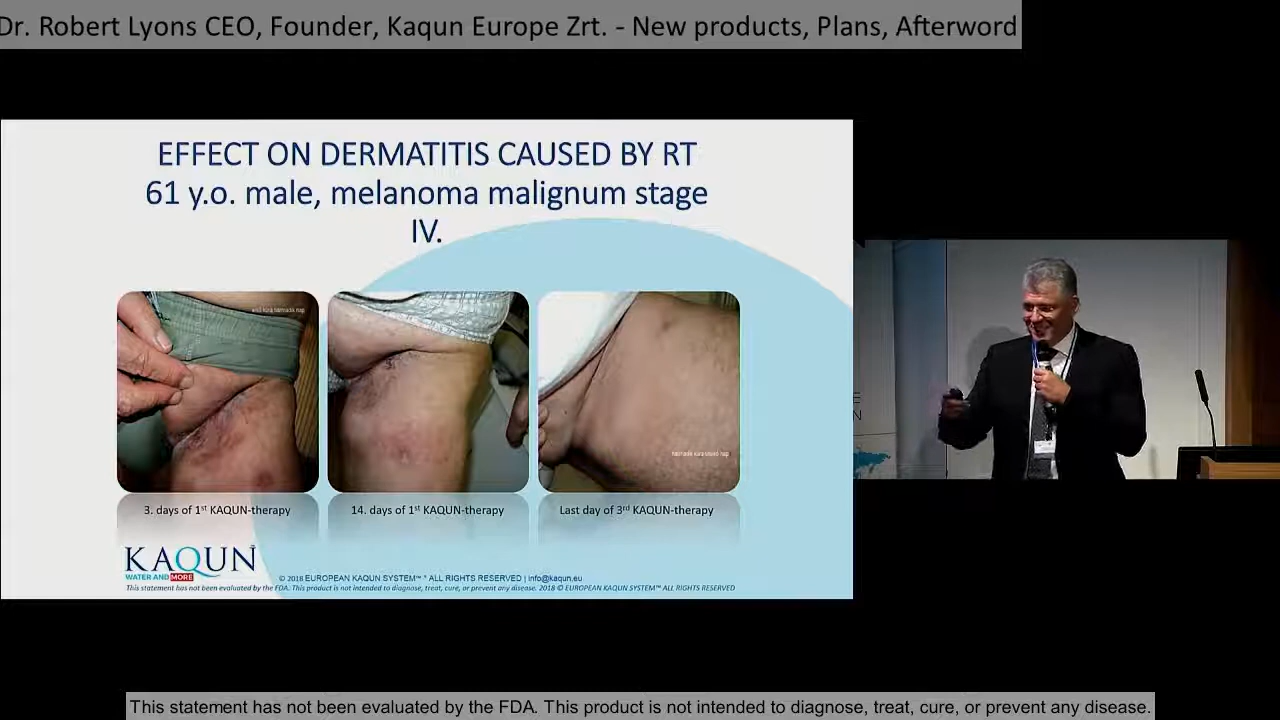 Dr. Robert Lyons CEO, Founder, Kaqun Europe Zrt. - New products, Plans, Afterword
EFFECT ON DERMATITIS CAUSED BY RT
61 y.o. male, melanoma malignum stage
IV.
3. days of 1st KAQUN-therapy
14. days of 1st KAQUN-therapy
Last day of 3rd KAQUN-therapy
KAQUN
WATER AND MORE
© 2018 EUROPEAN KAQUN SYSTEM™ * ALL RIGHTS RESERVED | info@kaqun.eu
This statement has not been evaluated by the FDA. This product is not intended to diagnose, treat, cure, or prevent any disease. 2018 © EUROPEAN KAQUN SYSTEM™ ALL RIGHTS RESERVED
This statement has not been evaluated by the FDA. This product is not intended to diagnose, treat, cure, or prevent any disease.